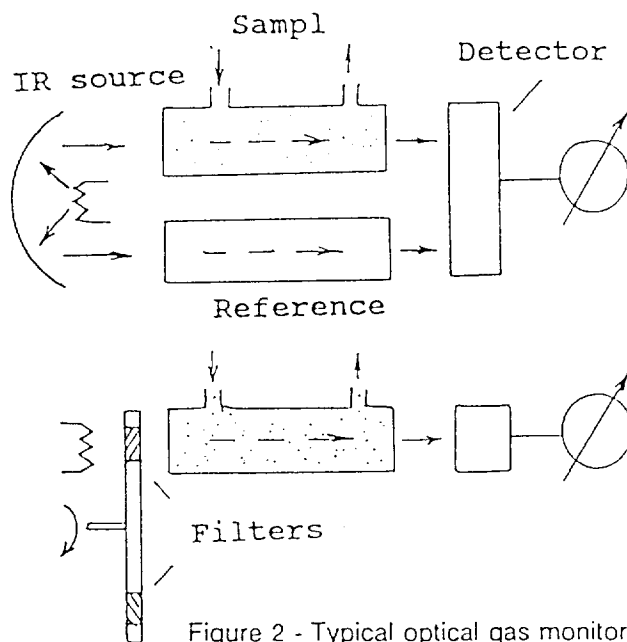 Sampl
Detector
IR source
Reference
Filters
Figure 2 - Typical optical gas monitor